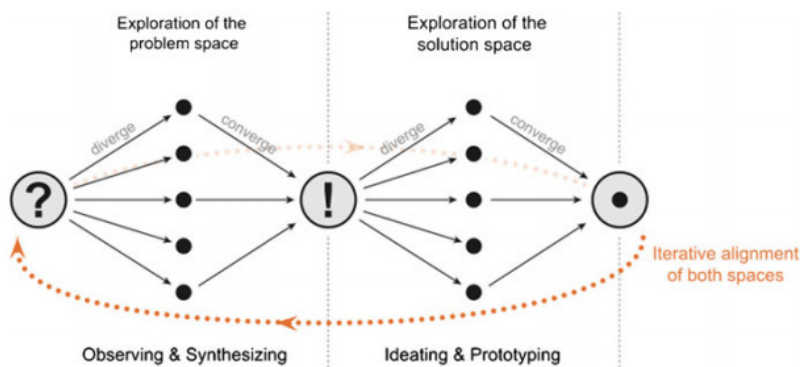 Exploration of the
problem space
Exploration of the
solution space
diverge
converge
diverge
converge
?
!
Iterative alignment
of both spaces
Observing & Synthesizing
Ideating & Prototyping